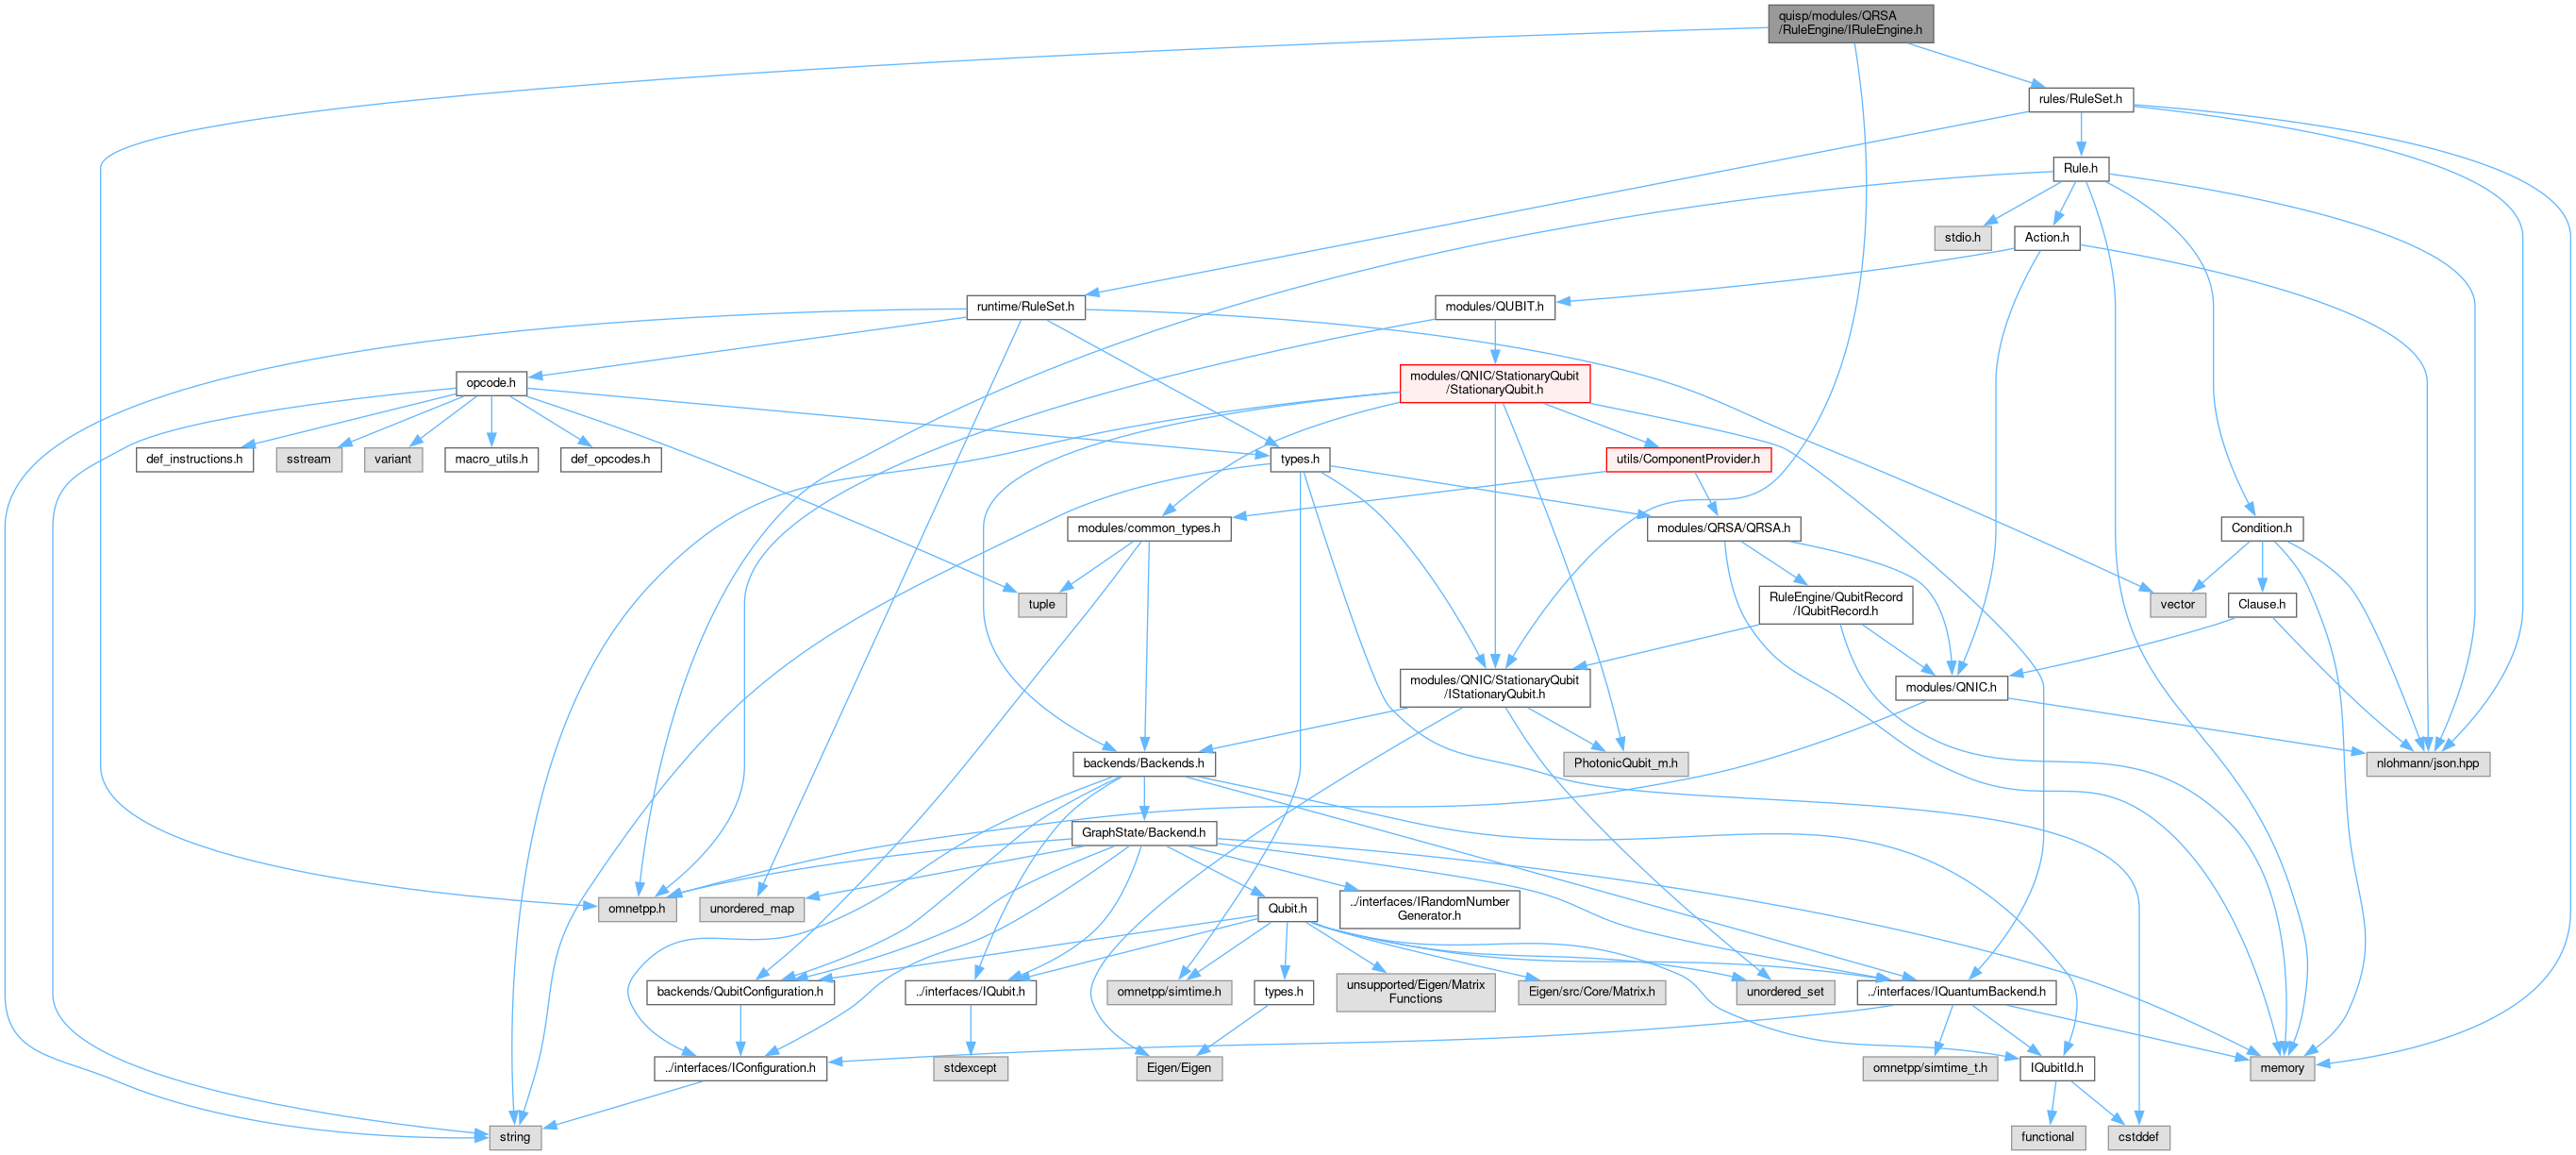 quisp/modules/QRSA
/RuleEngine/IRuleEngine.h
rules/RuleSet.h
Rule.h
stdio.h
Action.h
runtime/RuleSet.h
modules/QUBIT.h
opcode.h
modules/QNIC/StationaryQubit
/StationaryQubit.h
def_instructions.h
sstream
variant
macro_utils.h
def_opcodes.h
types.h
utils/ComponentProvider.h
modules/common_types.h
modules/QRSA/QRSA.h
Condition.h
tuple
RuleEngine/QubitRecord
/IQubitRecord.h
vector
Clause.h
modules/QNIC/StationaryQubit
/IStationaryQubit.h
modules/QNIC.h
backends/Backends.h
PhotonicQubit_m.h
nlohmann/json.hpp
GraphState/Backend.h
omnetpp.h
unordered_map
Qubit.h
../interfaces/IRandomNumber
Generator.h
backends/QubitConfiguration.h
../interfaces/IQubit.h
omnetpp/simtime.h
types.h
unsupported/Eigen/Matrix
Functions
Eigen/src/Core/Matrix.h
unordered_set
../interfaces/IQuantumBackend.h
../interfaces/IConfiguration.h
stdexcept
Eigen/Eigen
omnetpp/simtime_t.h
IQubitId.h
memory
string
functional
cstddef